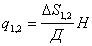 q₁,₂ = ΔS₁,₂ / Д H